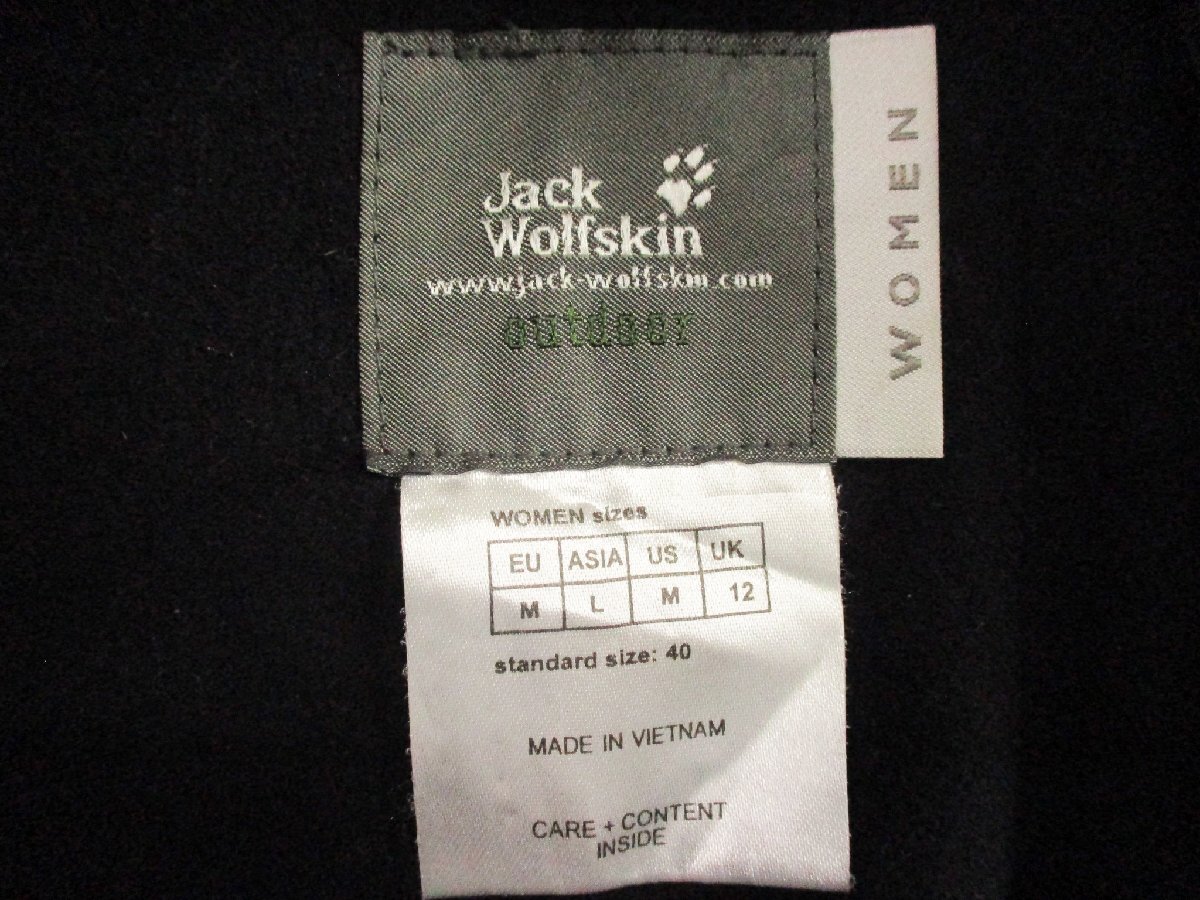 Jack
Wolfskin
www.jack-wolfskin.com
outdoor
WOMEN
WOMEN sizes
EU ASIA US UK
M L M 12
standard size: 40
MADE IN VIETNAM
CARE + CONTENT
INSIDE